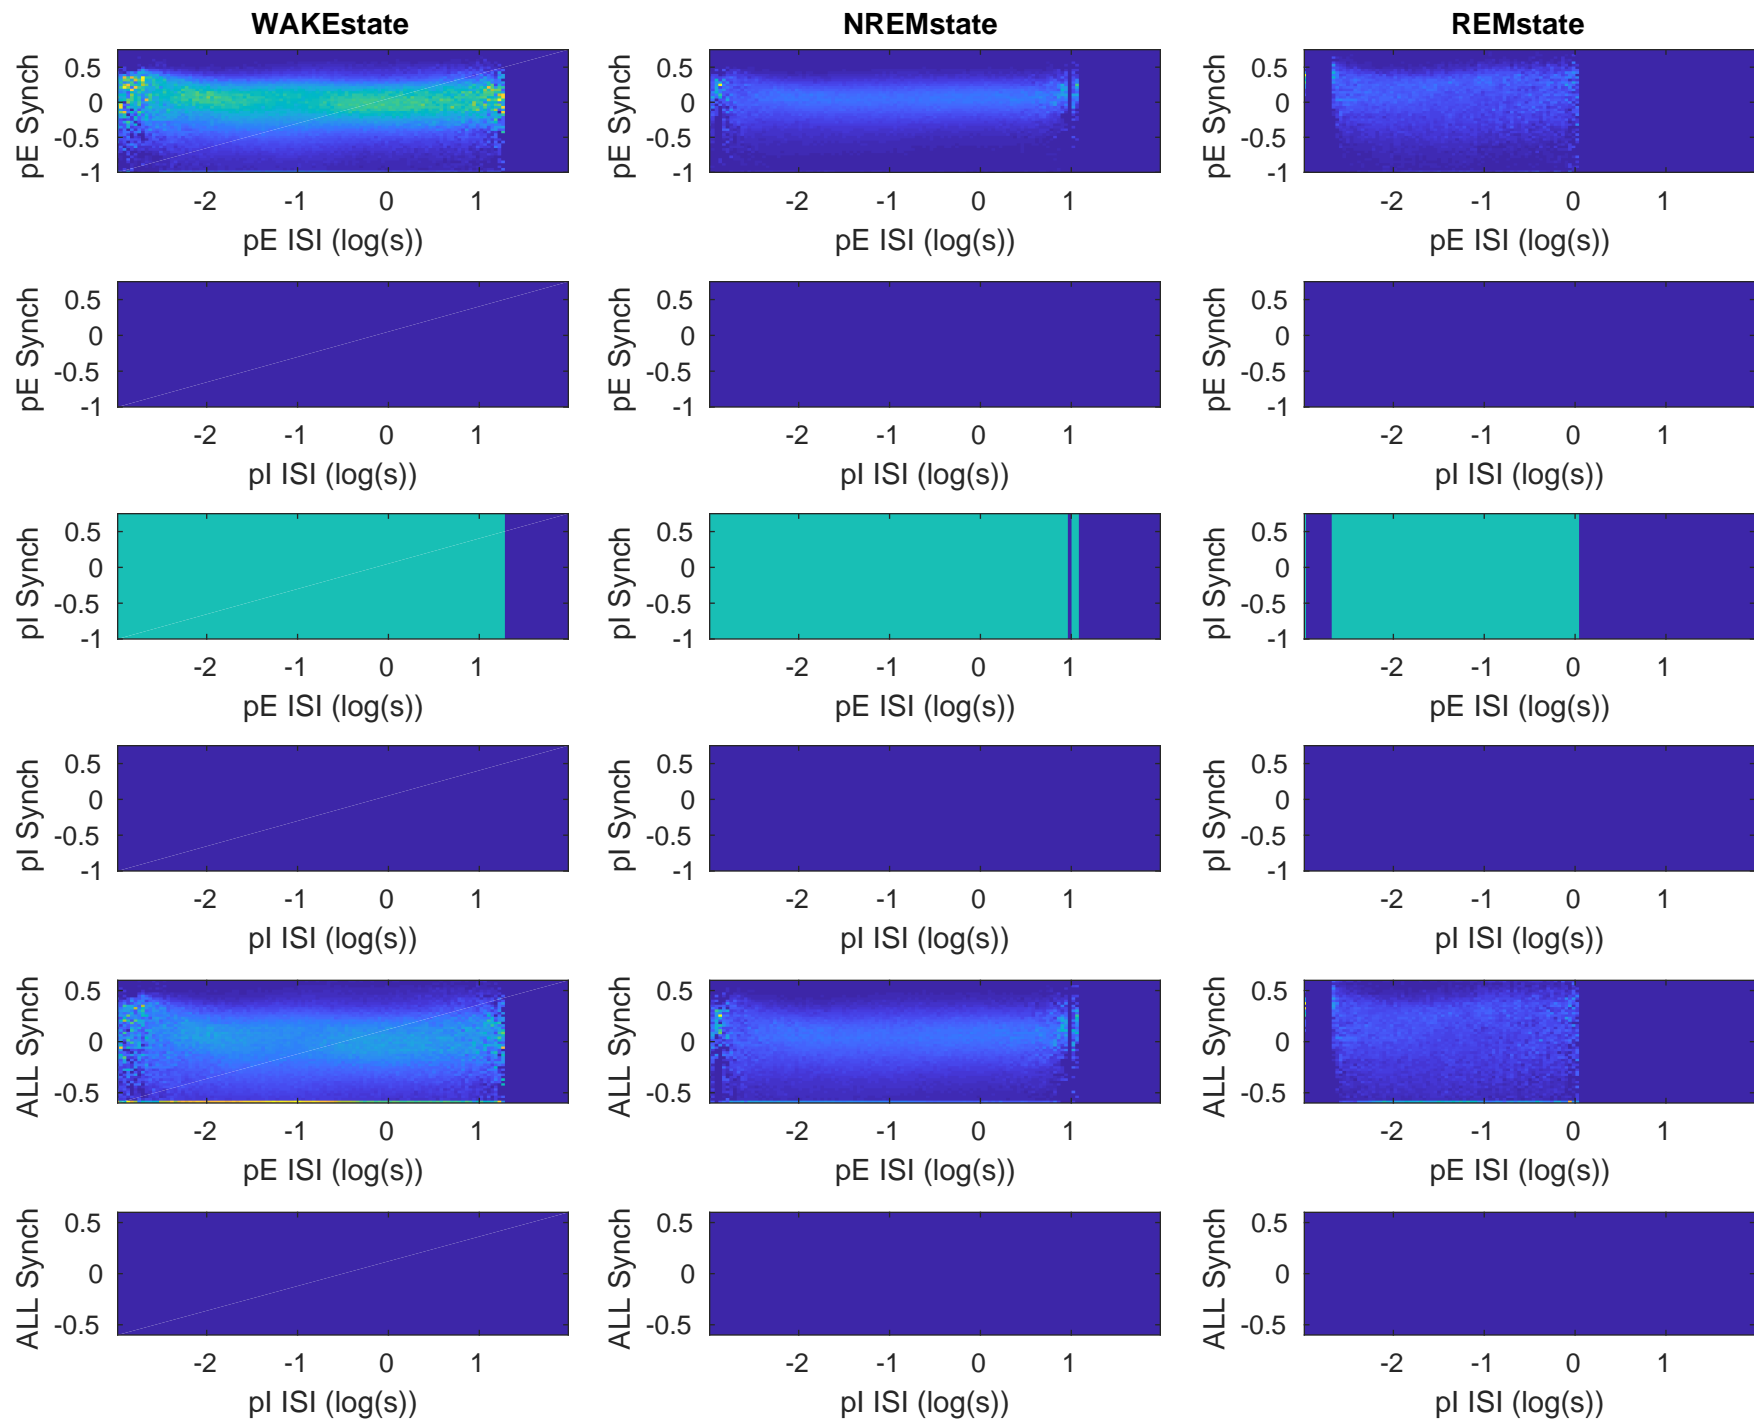 WAKEstate NREMstate REMstate
pE Synch 0.5 0 -0.5 -1 pE Synch 0.5 0 -0.5 -1 pE Synch 0.5 0 -0.5 -1
-2 -1 0 1 -2 -1 0 1 -2 -1 0 1
pE ISI (log(s)) pE ISI (log(s)) pE ISI (log(s))
pE Synch 0.5 0 -0.5 -1 pE Synch 0.5 0 -0.5 -1 pE Synch 0.5 0 -0.5 -1
-2 -1 0 1 -2 -1 0 1 -2 -1 0 1
pI ISI (log(s)) pI ISI (log(s)) pI ISI (log(s))
pI Synch 0.5 0 -0.5 -1 pI Synch 0.5 0 -0.5 -1 pI Synch 0.5 0 -0.5 -1
-2 -1 0 1 -2 -1 0 1 -2 -1 0 1
pE ISI (log(s)) pE ISI (log(s)) pE ISI (log(s))
pI Synch 0.5 0 -0.5 -1 pI Synch 0.5 0 -0.5 -1 pI Synch 0.5 0 -0.5 -1
-2 -1 0 1 -2 -1 0 1 -2 -1 0 1
pI ISI (log(s)) pI ISI (log(s)) pI ISI (log(s))
ALL Synch 0.5 0 -0.5 ALL Synch 0.5 0 -0.5 ALL Synch 0.5 0 -0.5
-2 -1 0 1 -2 -1 0 1 -2 -1 0 1
pE ISI (log(s)) pE ISI (log(s)) pE ISI (log(s))
ALL Synch 0.5 0 -0.5 ALL Synch 0.5 0 -0.5 ALL Synch 0.5 0 -0.5
-2 -1 0 1 -2 -1 0 1 -2 -1 0 1
pI ISI (log(s)) pI ISI (log(s)) pI ISI (log(s))